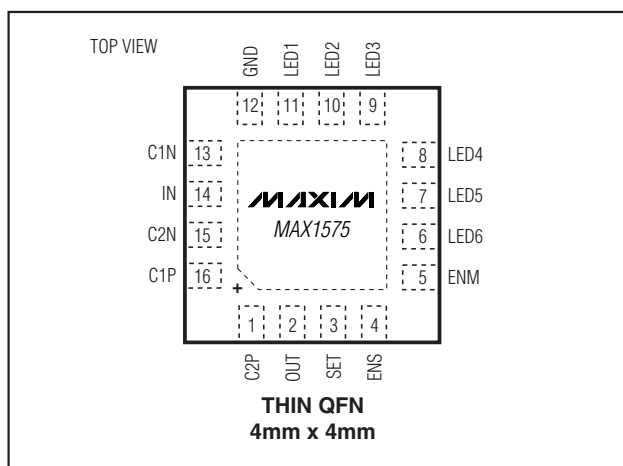 TOP VIEW
GND
LED1
LED2
LED3
12 11 10 9
C1N 13
IN 14
C2N 15
C1P 16
MAXIM
MAX1575
8 LED4
7 LED5
6 LED6
5 ENM
+
1 2 3 4
C2P
OUT
SET
ENS
THIN QFN
4mm x 4mm